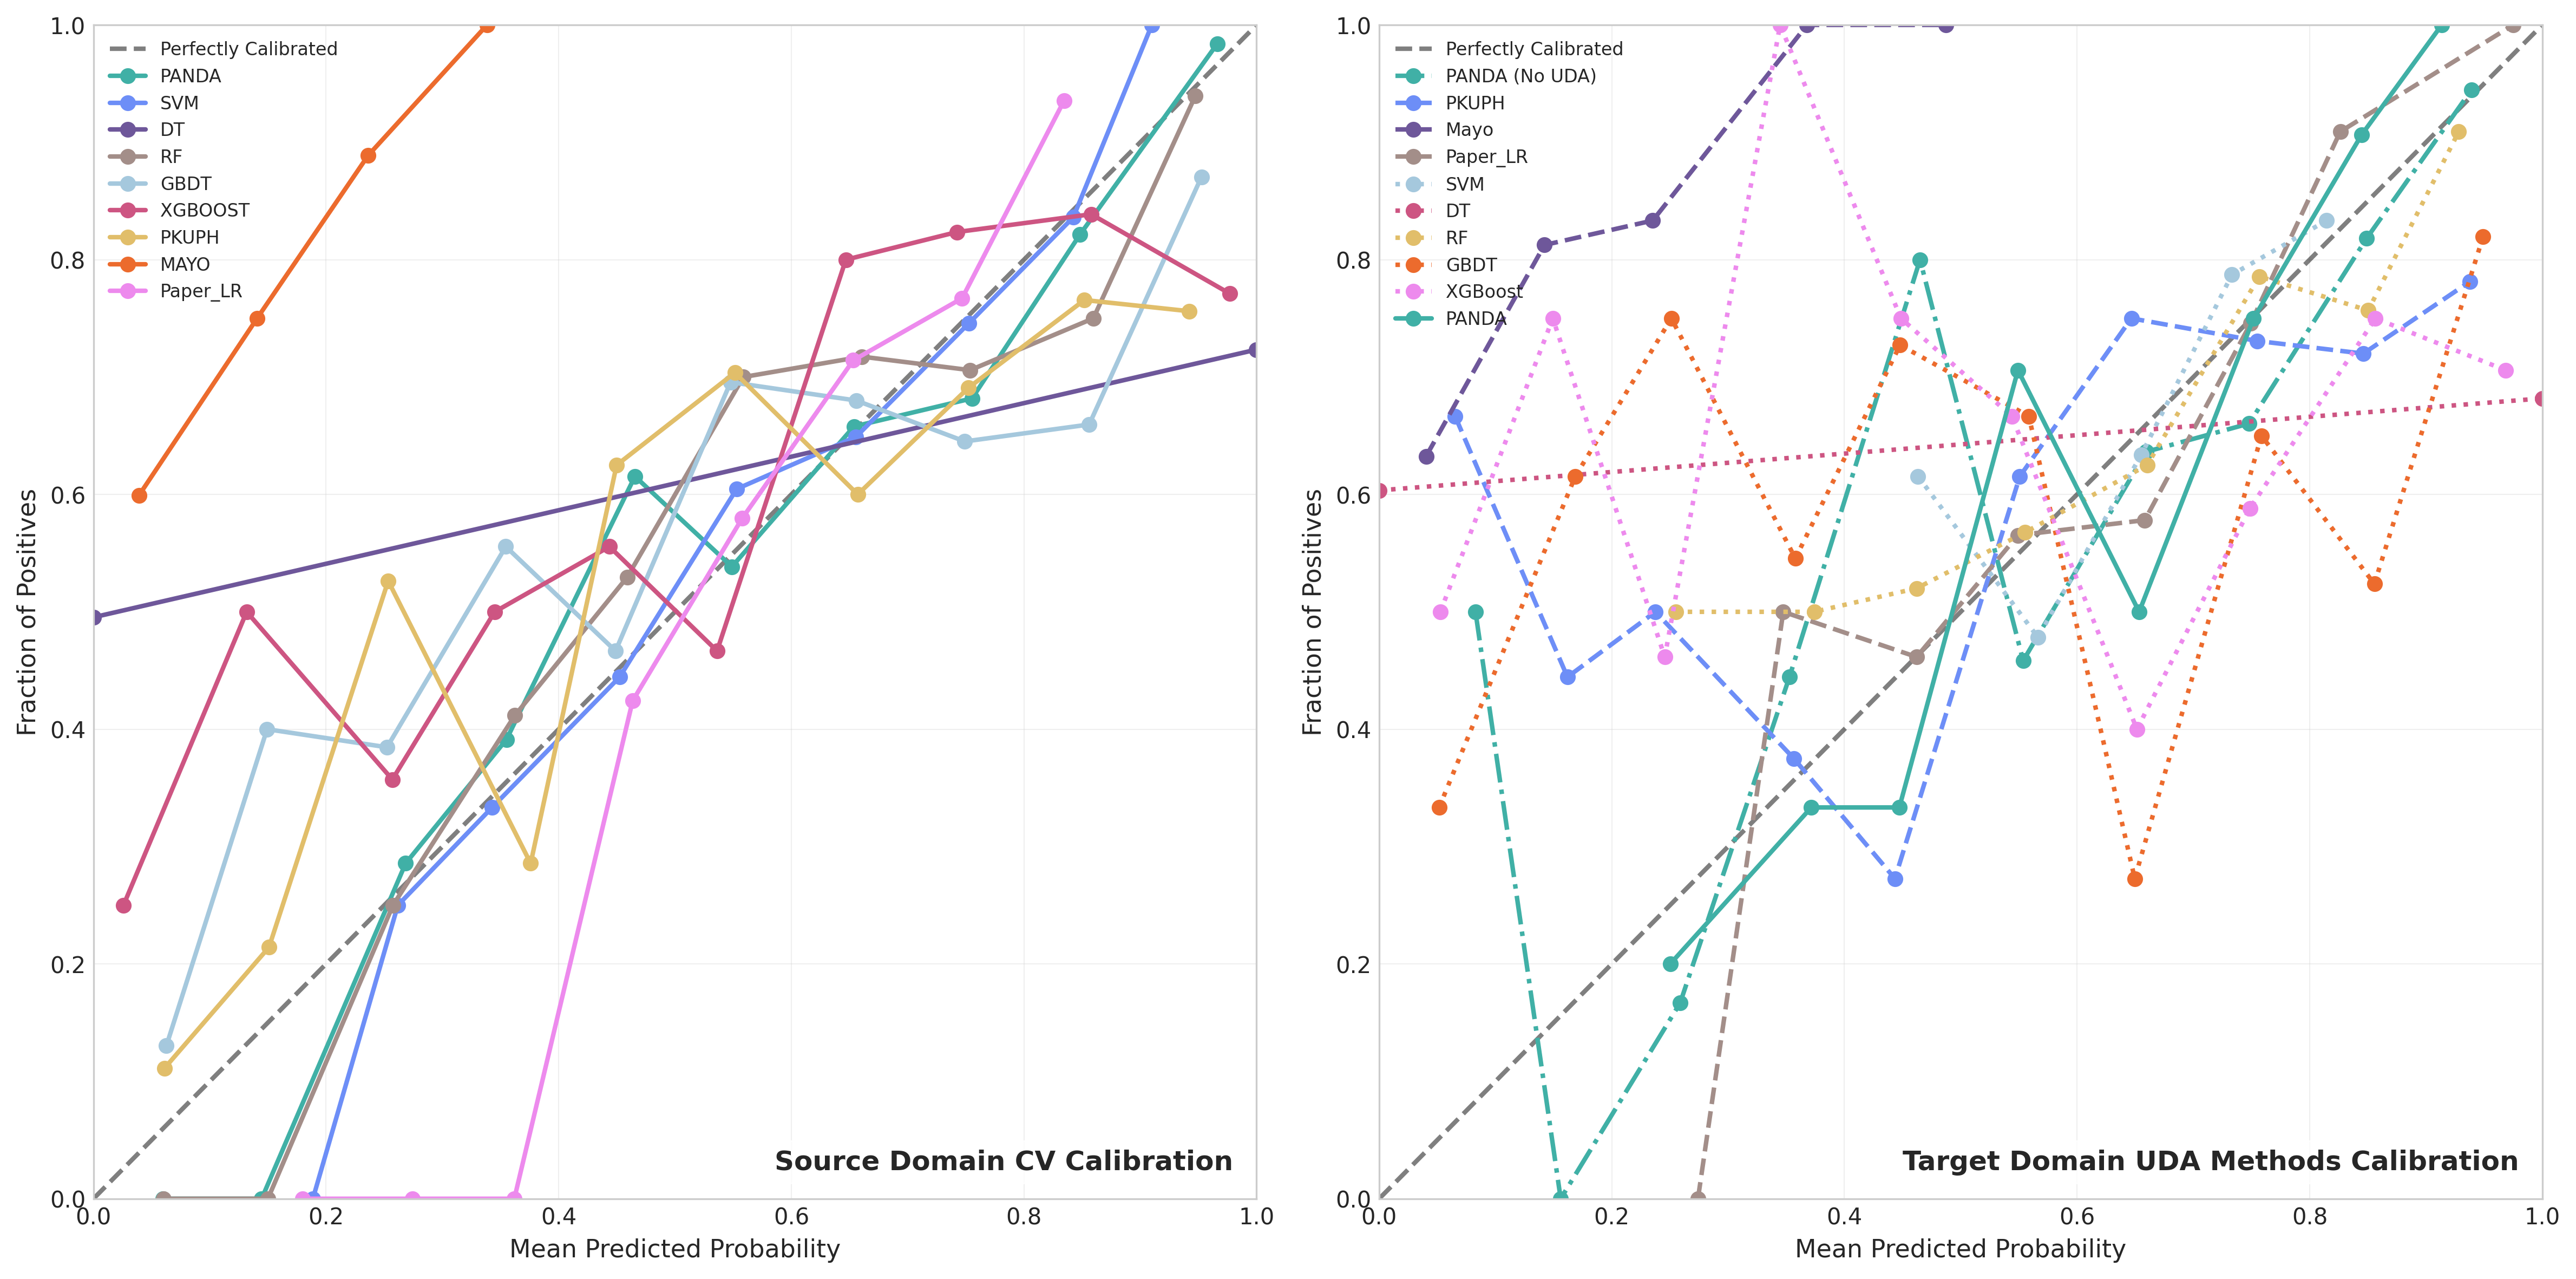 1.0
0.8
0.6
0.4
0.2
0.0
Fraction of Positives
Perfectly Calibrated
PANDA
SVM
DT
RF
GBDT
XGBOOST
PKUPH
MAYO
Paper_LR
Source Domain CV Calibration
0.0 0.2 0.4 0.6 0.8 1.0
Mean Predicted Probability
1.0
0.8
0.6
0.4
0.2
0.0
Fraction of Positives
Perfectly Calibrated
PANDA (No UDA)
PKUPH
Mayo
Paper_LR
SVM
DT
RF
GBDT
XGBoost
PANDA
Target Domain UDA Methods Calibration
0.0 0.2 0.4 0.6 0.8 1.0
Mean Predicted Probability